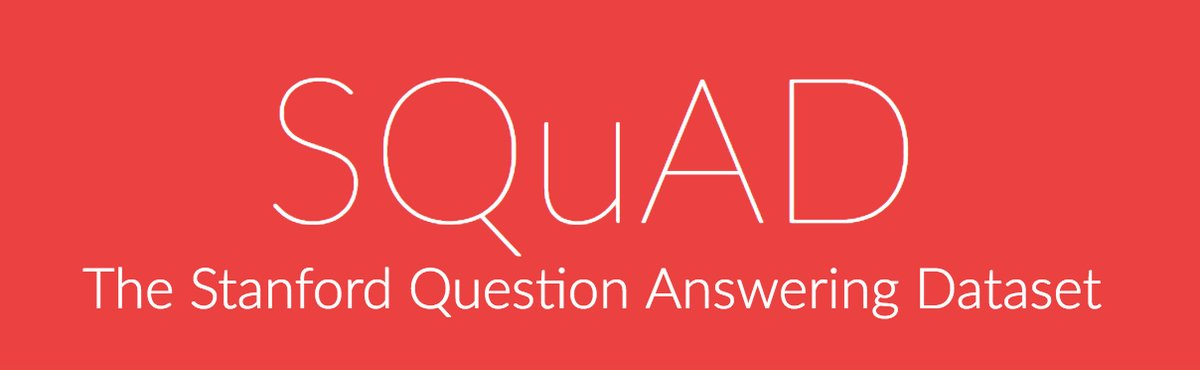 SQuAD
The Stanford Question Answering Dataset